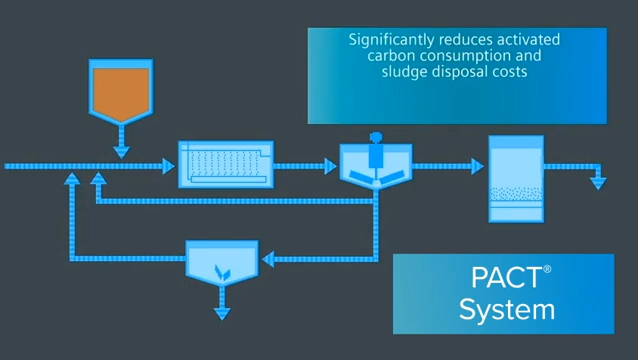 Significantly reduces activated
carbon consumption and
sludge disposal costs
PACT®
System